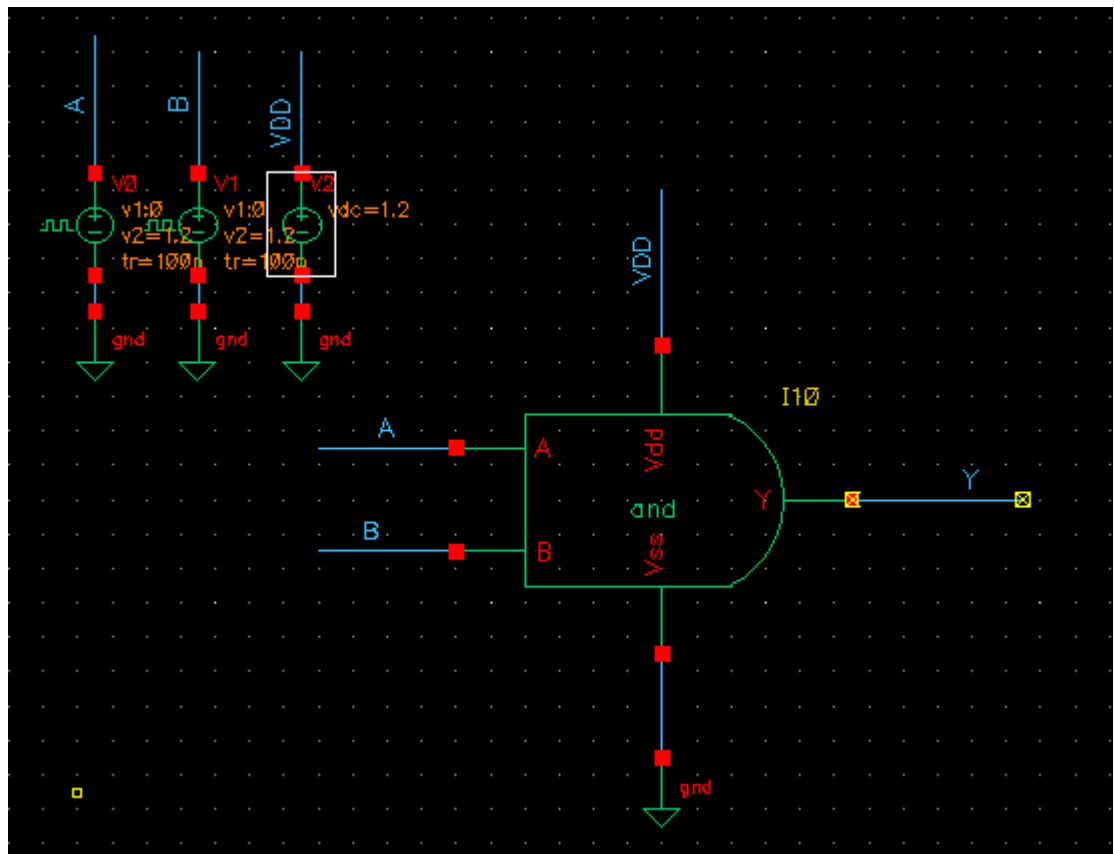 A
B
VDD
V0
v1:0
v2=1.2
tr=100n
gnd
V1
v1:0
v2=1.2
tr=100n
gnd
V2
vdc=1.2
gnd
VDD
I10
A
A
Vdd
Y
Y
and
B
B
Vss
gnd